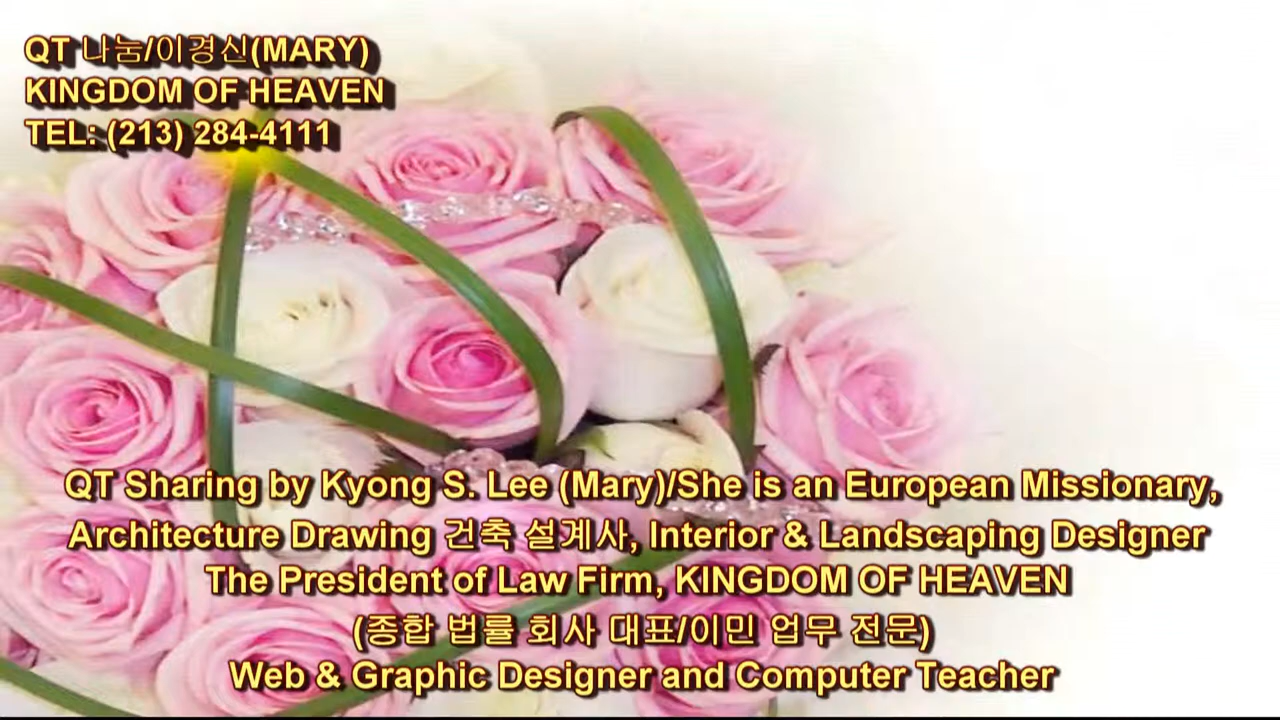 QT 나눔/이경신(MARY)
KINGDOM OF HEAVEN
TEL: (213) 284-4111
QT Sharing by Kyong S. Lee (Mary)/She is an European Missionary,
Architecture Drawing 건축 설계사, Interior & Landscaping Designer
The President of Law Firm, KINGDOM OF HEAVEN
(종합 법률 회사 대표/이민 업무 전문)
Web & Graphic Designer and Computer Teacher